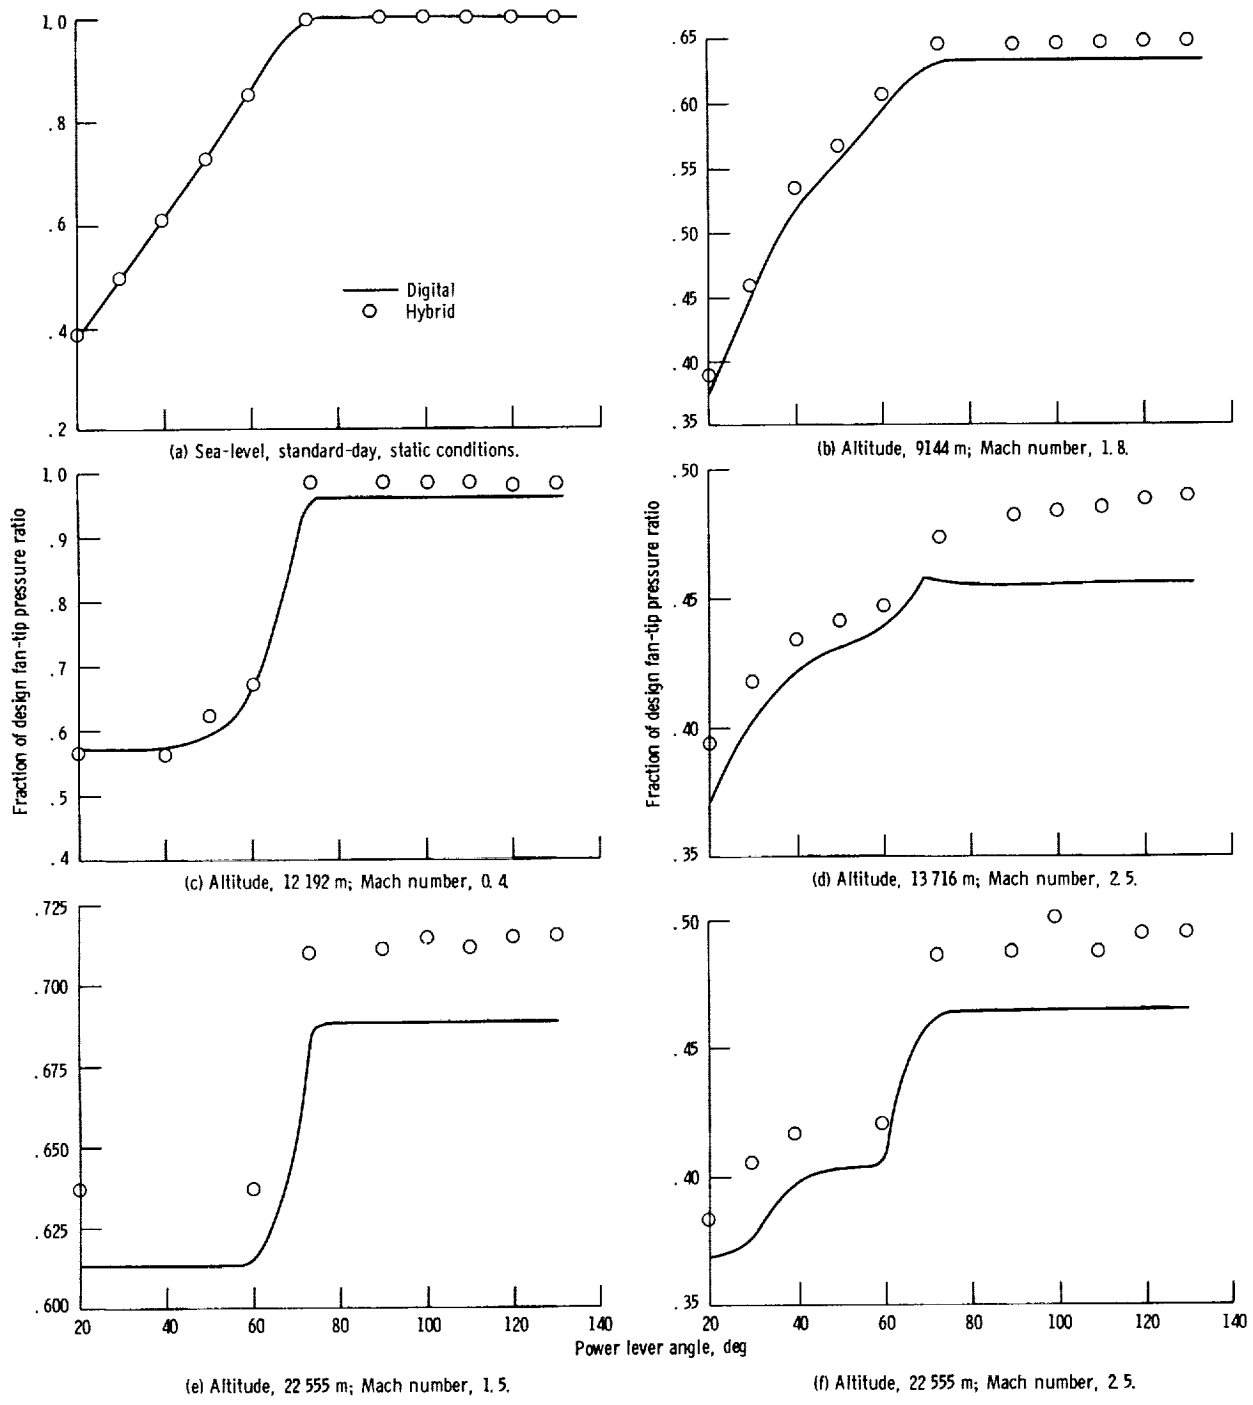 1.0
.8
.6
.4
.2
Digital
Hybrid
(a) Sea-level, standard-day, static conditions.
.65
.60
.55
.50
.45
.40
.35
(b) Altitude, 9144 m; Mach number, 1.8.
Fraction of design fan-tip pressure ratio
1.0
.9
.8
.7
.6
.5
.4
(c) Altitude, 12 192 m; Mach number, 0.4.
Fraction of design fan-tip pressure ratio
.50
.45
.40
.35
(d) Altitude, 13 716 m; Mach number, 2.5.
.725
.700
.675
.650
.625
.600
20 40 60 80 100 120 140
.50
.45
.40
.35
20 40 60 80 100 120 140
Power lever angle, deg
(e) Altitude, 22 555 m; Mach number, 1.5.
(f) Altitude, 22 555 m; Mach number, 2.5.